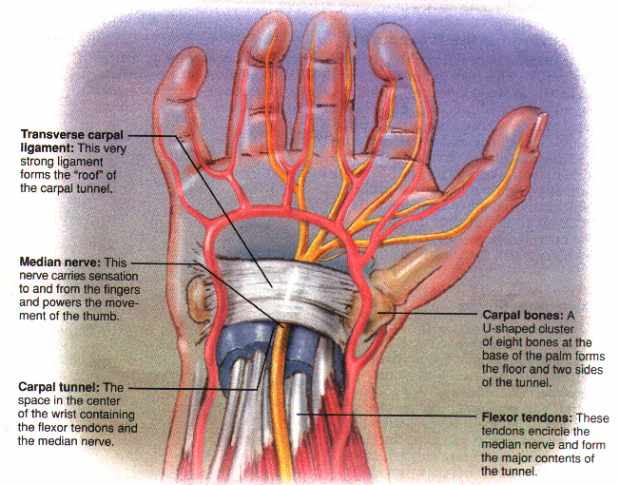 Transverse carpal
ligament: This very
strong ligament
forms the “roof” of
the carpal tunnel.
Median nerve: This
nerve carries sensation
to and from the fingers
and powers the move-
ment of the thumb.
Carpal tunnel: The
space in the center
of the wrist containing
the flexor tendons and
the median nerve.
Carpal bones: A
U-shaped cluster
of eight bones at the
base of the palm forms
the floor and two sides
of the tunnel.
Flexor tendons: These
tendons encircle the
median nerve and form
the major contents of
the tunnel.